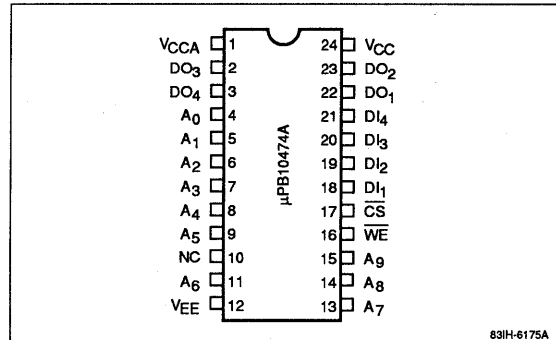 VCCA 1 24 VCC
DO3 2 23 DO2
DO4 3 22 DO1
A0 4 21 DI4
A1 5 20 DI3
A2 6 19 DI2
A3 7 18 DI1
A4 8 17 C̅S̅
A5 9 16 W̅E̅
NC 10 15 A9
A6 11 14 A8
VEE 12 13 A7
µPB10474A
83IH-6175A